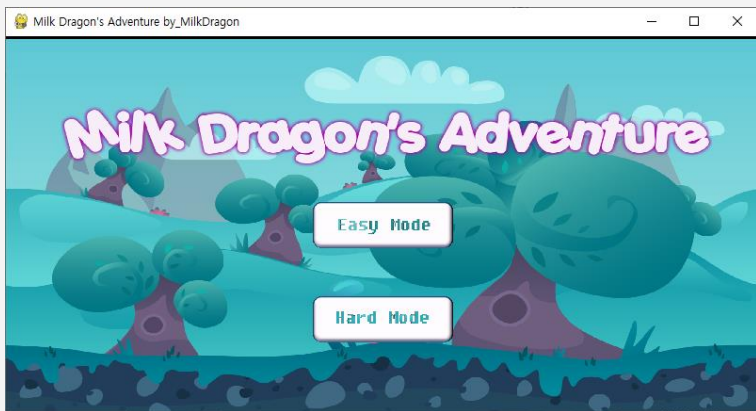 Milk Dragon's Adventure by_MilkDragon
Milk Dragon's Adventure
Easy Mode
Hard Mode